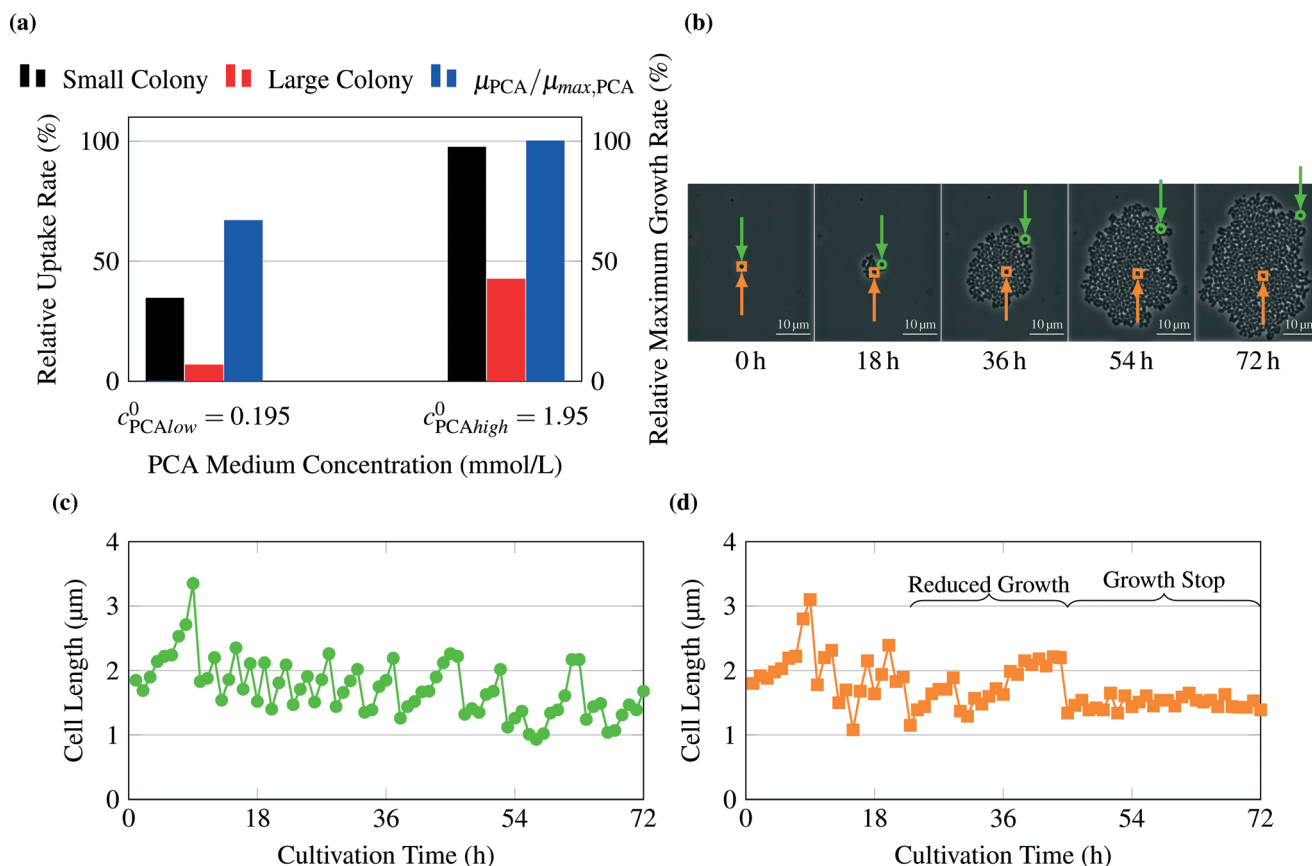 (a)
Small Colony Large Colony μPCA/μmax,PCA
Relative Uptake Rate (%)
100
50
0
100
50
0
Relative Maximum Growth Rate (%)
c⁰PCAlow = 0.195
c⁰PCAhigh = 1.95
PCA Medium Concentration (mmol/L)
(b)
10 μm 10 μm 10 μm 10 μm 10 μm
0 h 18 h 36 h 54 h 72 h
(c)
Cell Length (μm)
4
3
2
1
0
0 18 36 54 72
Cultivation Time (h)
(d)
Cell Length (μm)
4
3
2
1
0
Reduced Growth
Growth Stop
0 18 36 54 72
Cultivation Time (h)